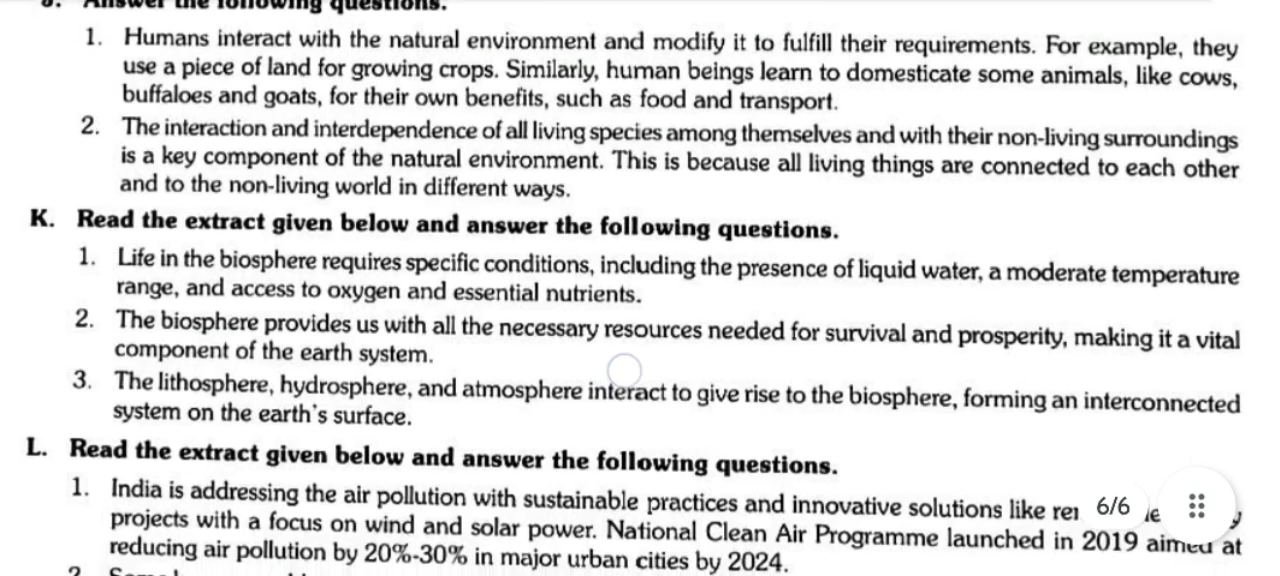 J. Answer the following questions.
1. Humans interact with the natural environment and modify it to fulfill their requirements. For example, they
use a piece of land for growing crops. Similarly, human beings learn to domesticate some animals, like cows,
buffaloes and goats, for their own benefits, such as food and transport.
2. The interaction and interdependence of all living species among themselves and with their non-living surroundings
is a key component of the natural environment. This is because all living things are connected to each other
and to the non-living world in different ways.
K. Read the extract given below and answer the following questions.
1. Life in the biosphere requires specific conditions, including the presence of liquid water, a moderate temperature
range, and access to oxygen and essential nutrients.
2. The biosphere provides us with all the necessary resources needed for survival and prosperity, making it a vital
component of the earth system.
3. The lithosphere, hydrosphere, and atmosphere interact to give rise to the biosphere, forming an interconnected
system on the earth's surface.
L. Read the extract given below and answer the following questions.
1. India is addressing the air pollution with sustainable practices and innovative solutions like 6/6
projects with a focus on wind and solar power. National Clean Air Programme launched in 2019 aimed at
reducing air pollution by 20%-30% in major urban cities by 2024.